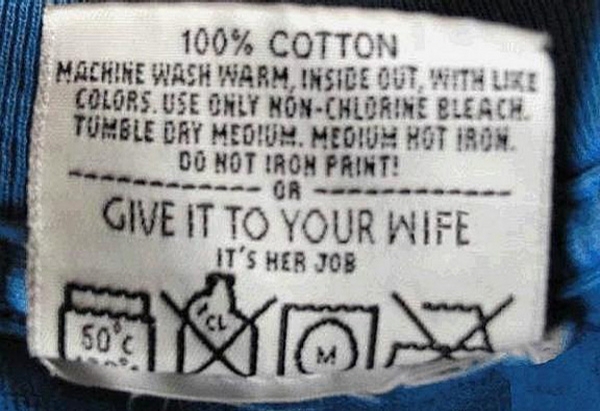 100% COTTON
MACHINE WASH WARM, INSIDE OUT, WITH LIKE
COLORS. USE ONLY NON-CHLORINE BLEACH.
TUMBLE DRY MEDIUM. MEDIUM HOT IRON.
DO NOT IRON PRINT!
OR
GIVE IT TO YOUR WIFE
IT'S HER JOB
50°C CL M